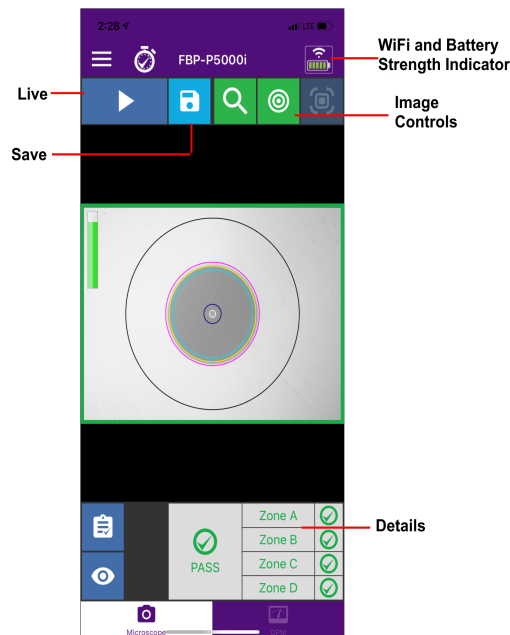 2:28
LTE
FBP-P5000i
WiFi and Battery
Strength Indicator
Live
Image
Controls
Save
Zone A
Zone B
Zone C
Zone D
PASS
Details
Microscope
OPM